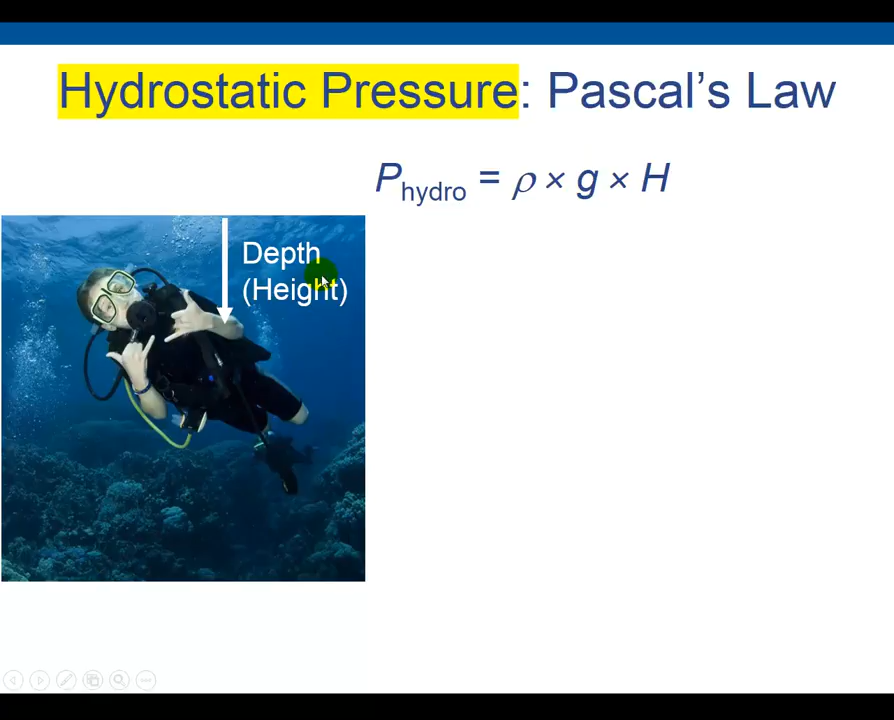 Hydrostatic Pressure: Pascal’s Law
Phydro = ρ × g × H
Depth
(Height)